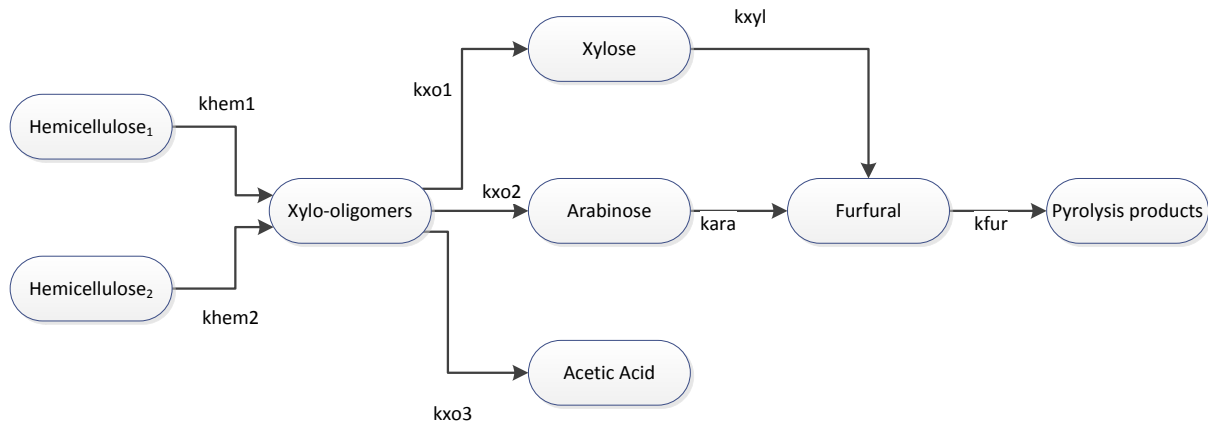 kxyl
Xylose
kxo1
khem1
Hemicellulose₁
kxo2
Xylo-oligomers
Arabinose
kara
Furfural
kfur
Pyrolysis products
Hemicellulose₂
khem2
Acetic Acid
kxo3